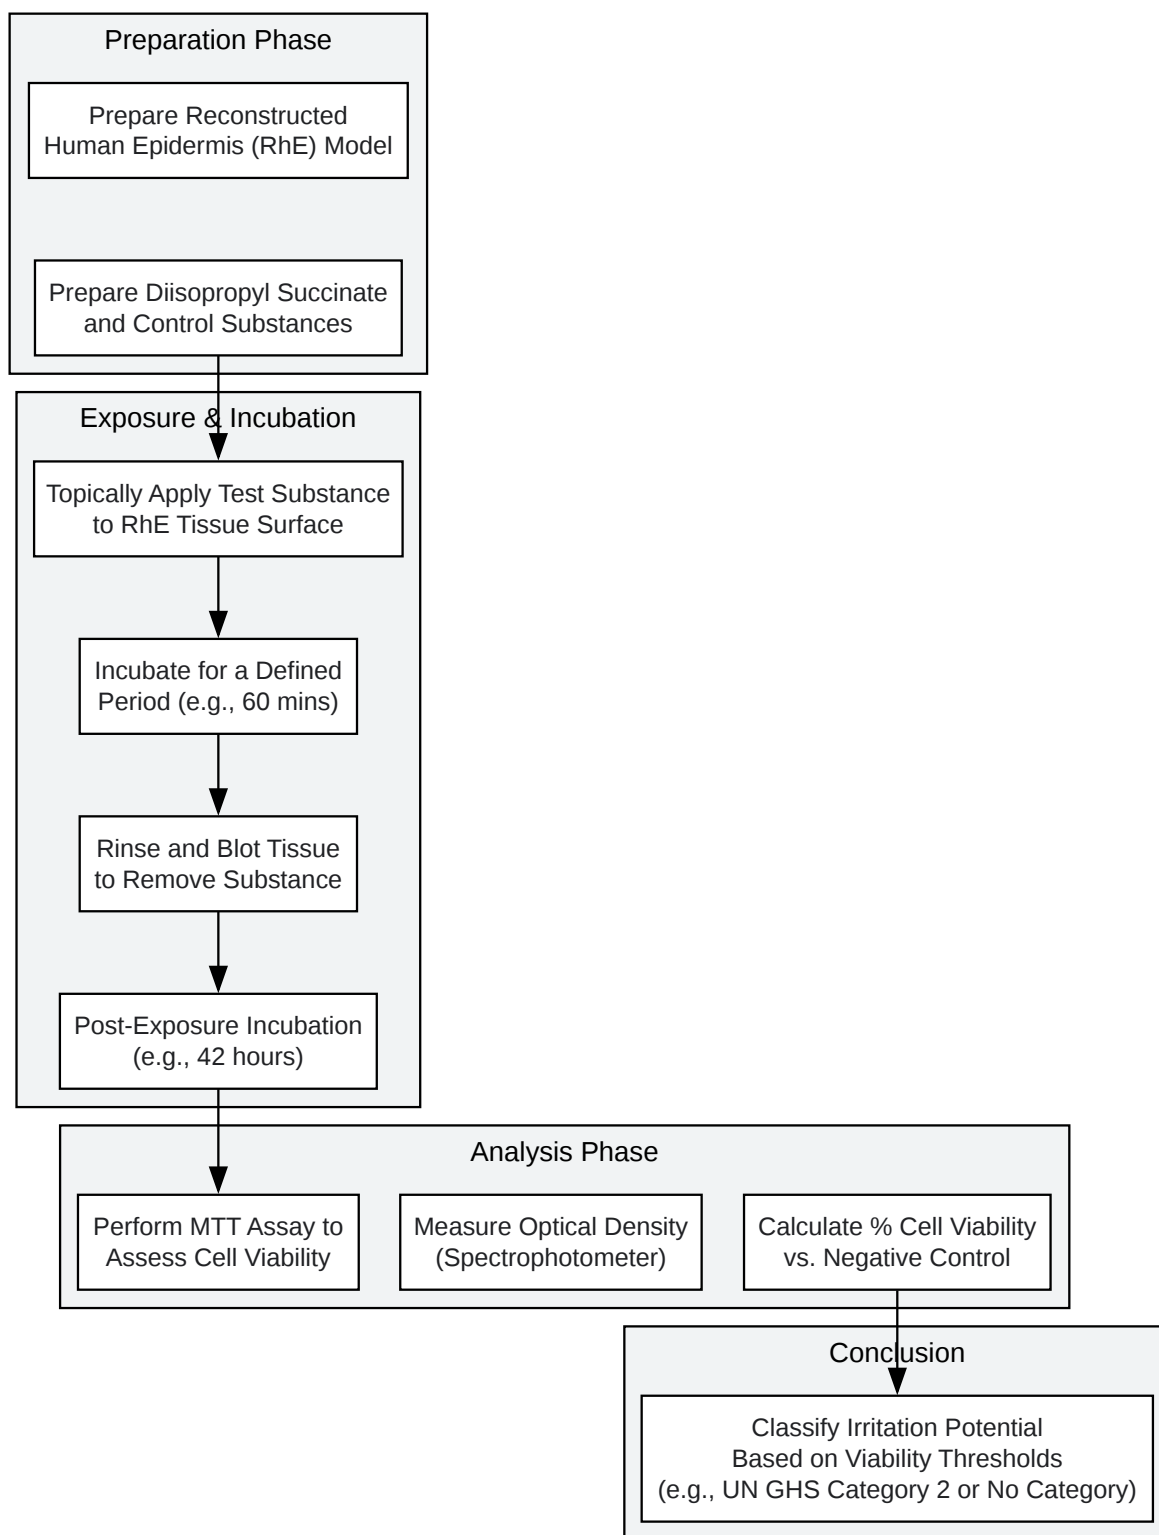 Preparation Phase
Prepare Reconstructed
Human Epidermis (RhE) Model
Prepare Diisopropyl Succinate
and Control Substances
Exposure & Incubation
Topically Apply Test Substance
to RhE Tissue Surface
Incubate for a Defined
Period (e.g., 60 mins)
Rinse and Blot Tissue
to Remove Substance
Post-Exposure Incubation
(e.g., 42 hours)
Analysis Phase
Perform MTT Assay to
Assess Cell Viability
Measure Optical Density
(Spectrophotometer)
Calculate % Cell Viability
vs. Negative Control
Conclusion
Classify Irritation Potential
Based on Viability Thresholds
(e.g., UN GHS Category 2 or No Category)